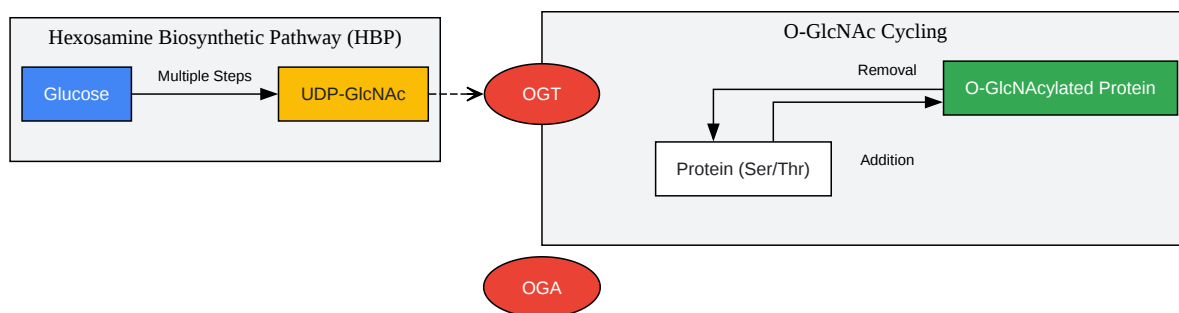 Hexosamine Biosynthetic Pathway (HBP)
Glucose
Multiple Steps
UDP-GlcNAc
OGT
O-GlcNAc Cycling
Removal
O-GlcNAcylated Protein
Protein (Ser/Thr)
Addition
OGA